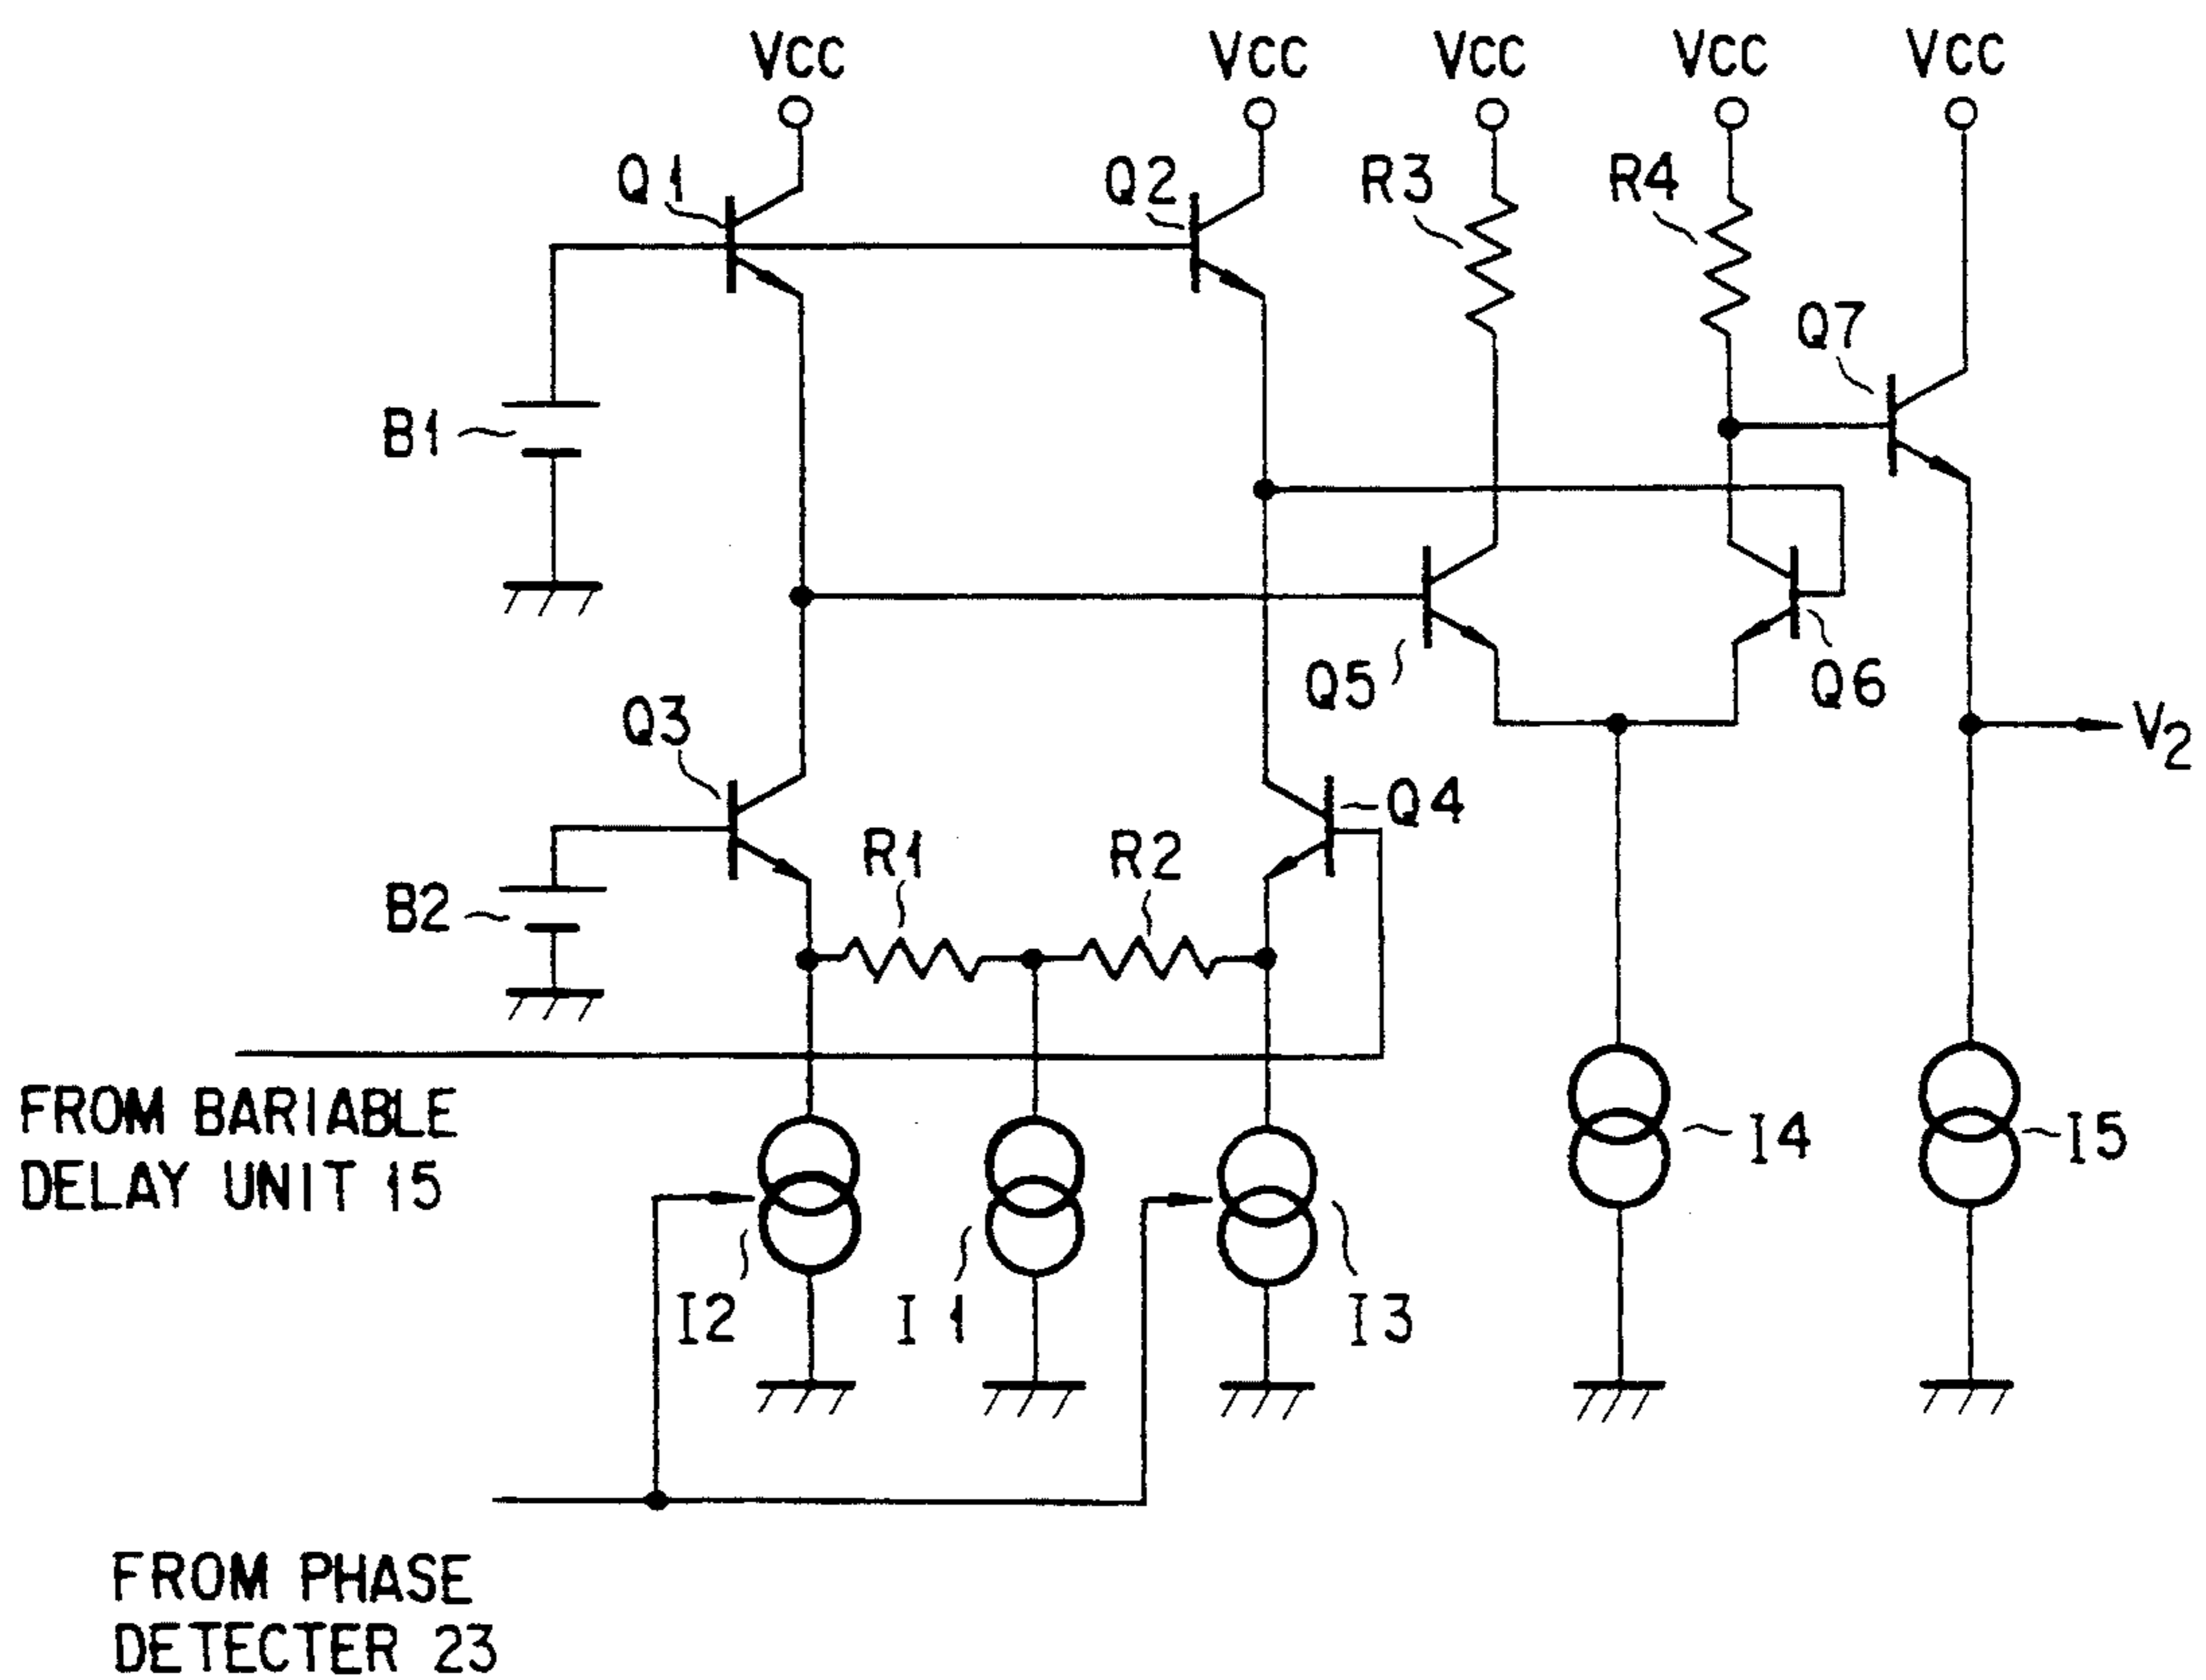 VCC VCC VCC VCC VCC
Q1 Q2 R3 R4
Q7
B1
Q5 Q6
Q3 V2
Q4
R1 R2
B2
FROM BARIABLE
DELAY UNIT 15
I4 I5
I2 I1 I3
FROM PHASE
DETECTER 23